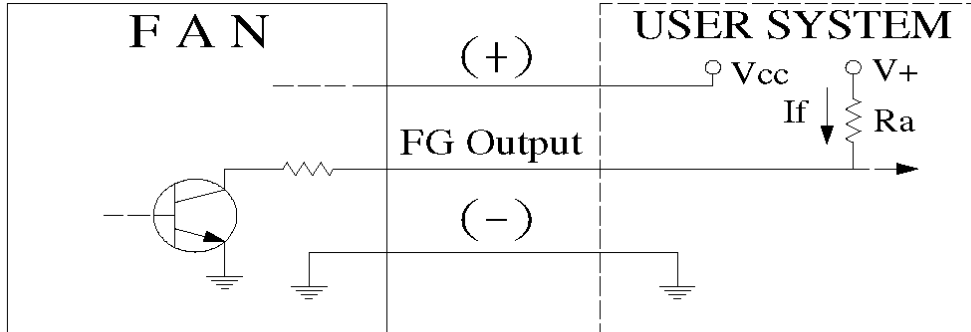 F A N
USER SYSTEM
(+)
Vcc
V+
If
Ra
FG Output
(-)